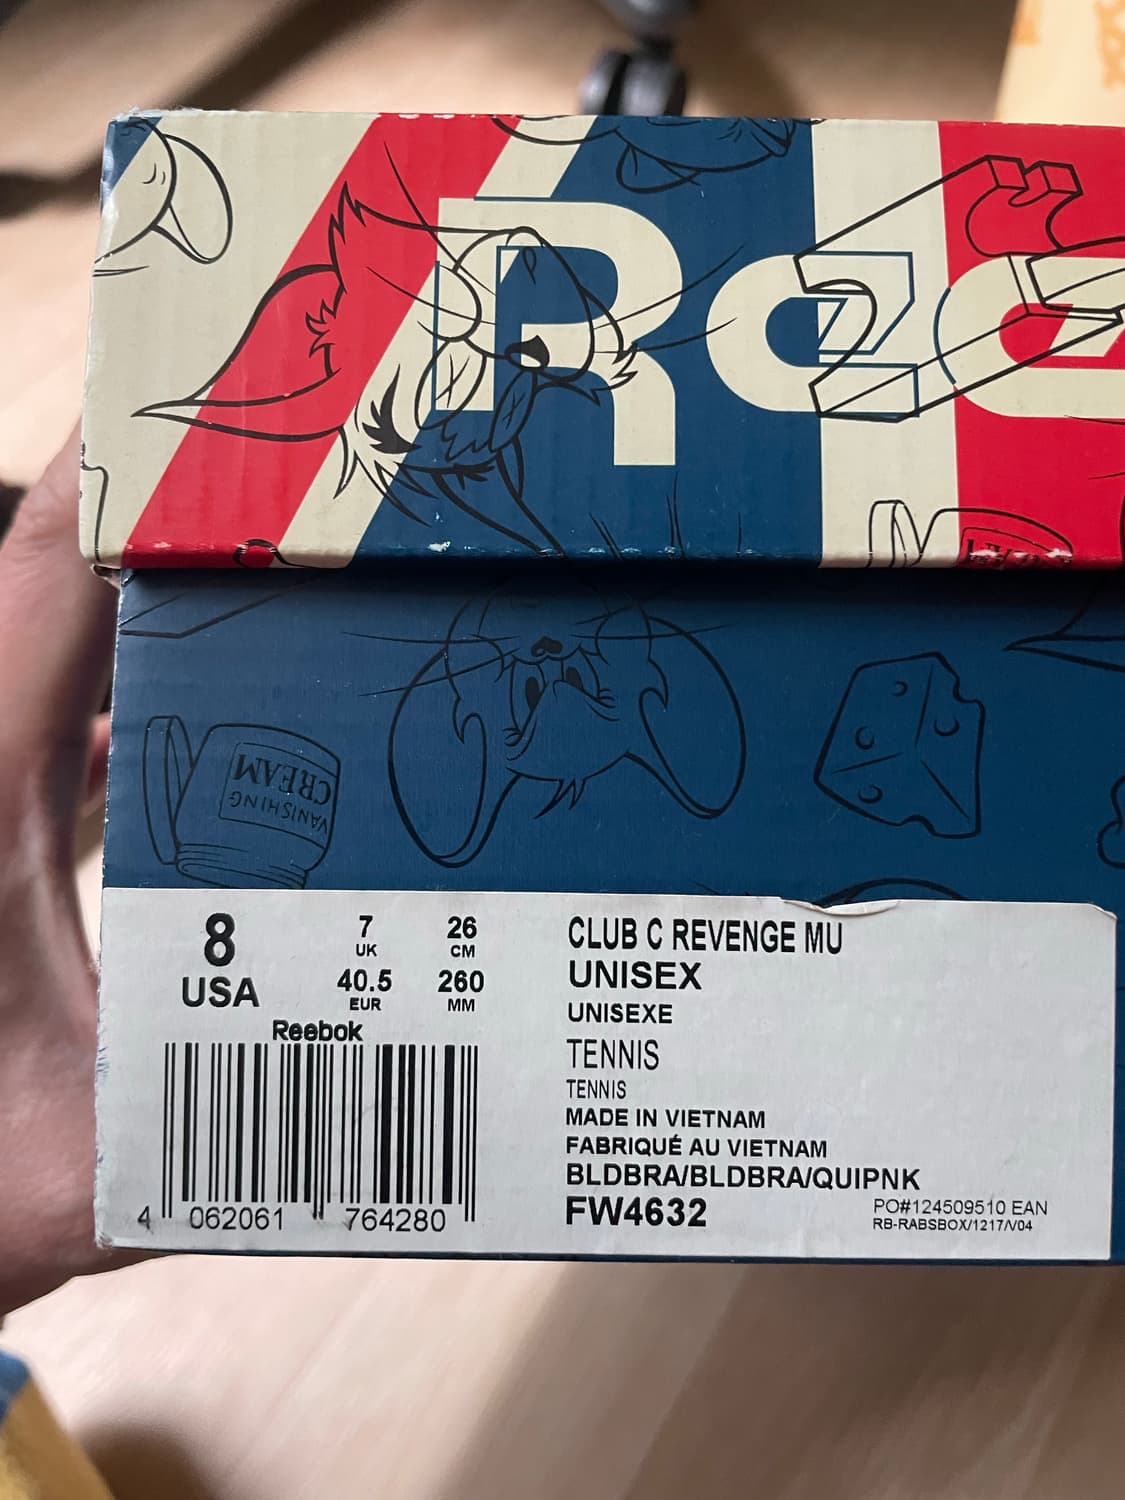 Ree
VANISHING
CREAM
8
USA
7
UK
40.5
EUR
26
CM
260
MM
Reebok
4 062061 764280
CLUB C REVENGE MU
UNISEX
UNISEXE
TENNIS
TENNIS
MADE IN VIETNAM
FABRIQUÉ AU VIETNAM
BLDBRA/BLDBRA/QUIPNK
FW4632
PO#124509510 EAN
RB-RABSBOX/1217/V04